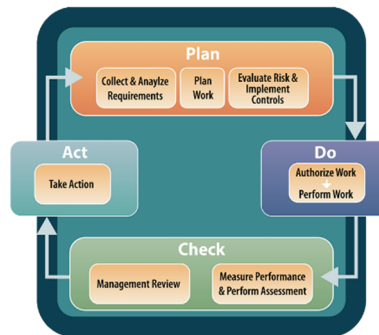 Plan
Collect & Anaylze
Requirements
Plan
Work
Evaluate Risk &
Implement
Controls
Act
Take Action
Do
Authorize Work
Perform Work
Check
Management Review
Measure Performance
& Perform Assessment